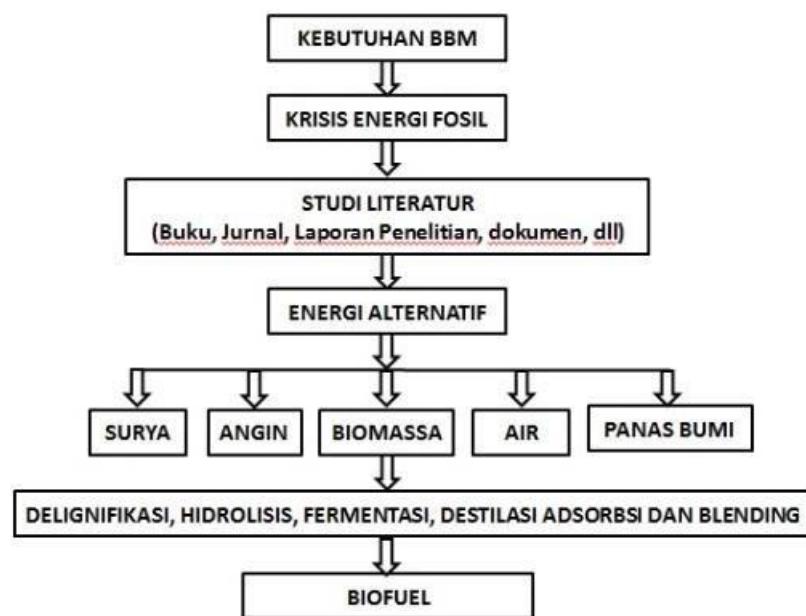 KEBUTUHAN BBM
KRISIS ENERGI FOSIL
STUDI LITERATUR
(Buku, Jurnal, Laporan Penelitian, dokumen, dll)
ENERGI ALTERNATIF
SURYA
ANGIN
BIOMASSA
AIR
PANAS BUMI
DELIGNIFIKASI, HIDROLISIS, FERMENTASI, DESTILASI ADSORBSI DAN BLENDING
BIOFUEL